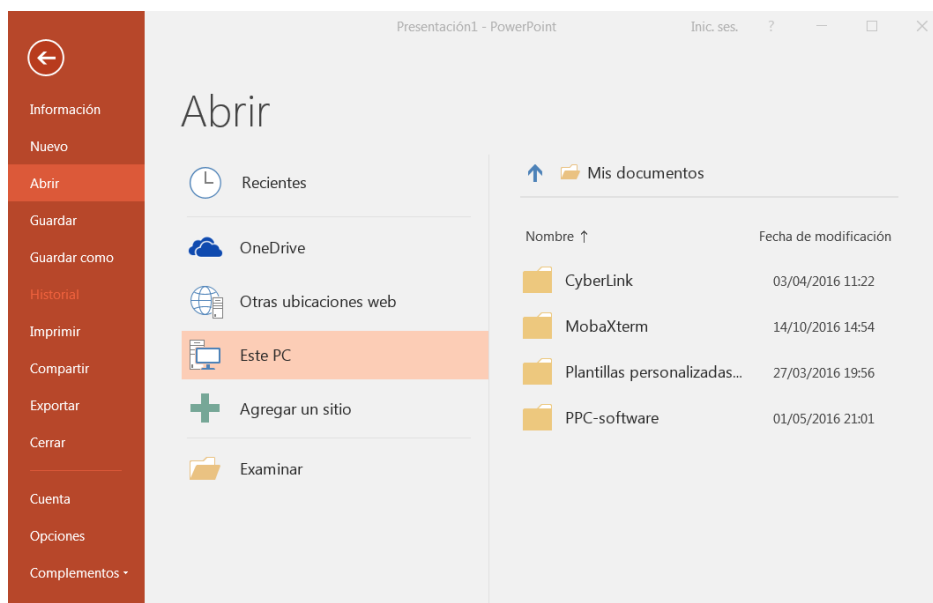 Presentación1 - PowerPoint
Inic. ses.
?
Información
Nuevo
Abrir
Guardar
Guardar como
Historial
Imprimir
Compartir
Exportar
Cerrar
Cuenta
Opciones
Complementos
Abrir
Recientes
OneDrive
Otras ubicaciones web
Este PC
Agregar un sitio
Examinar
Mis documentos
Nombre ↑ Fecha de modificación
CyberLink 03/04/2016 11:22
MobaXterm 14/10/2016 14:54
Plantillas personalizadas... 27/03/2016 19:56
PPC-software 01/05/2016 21:01